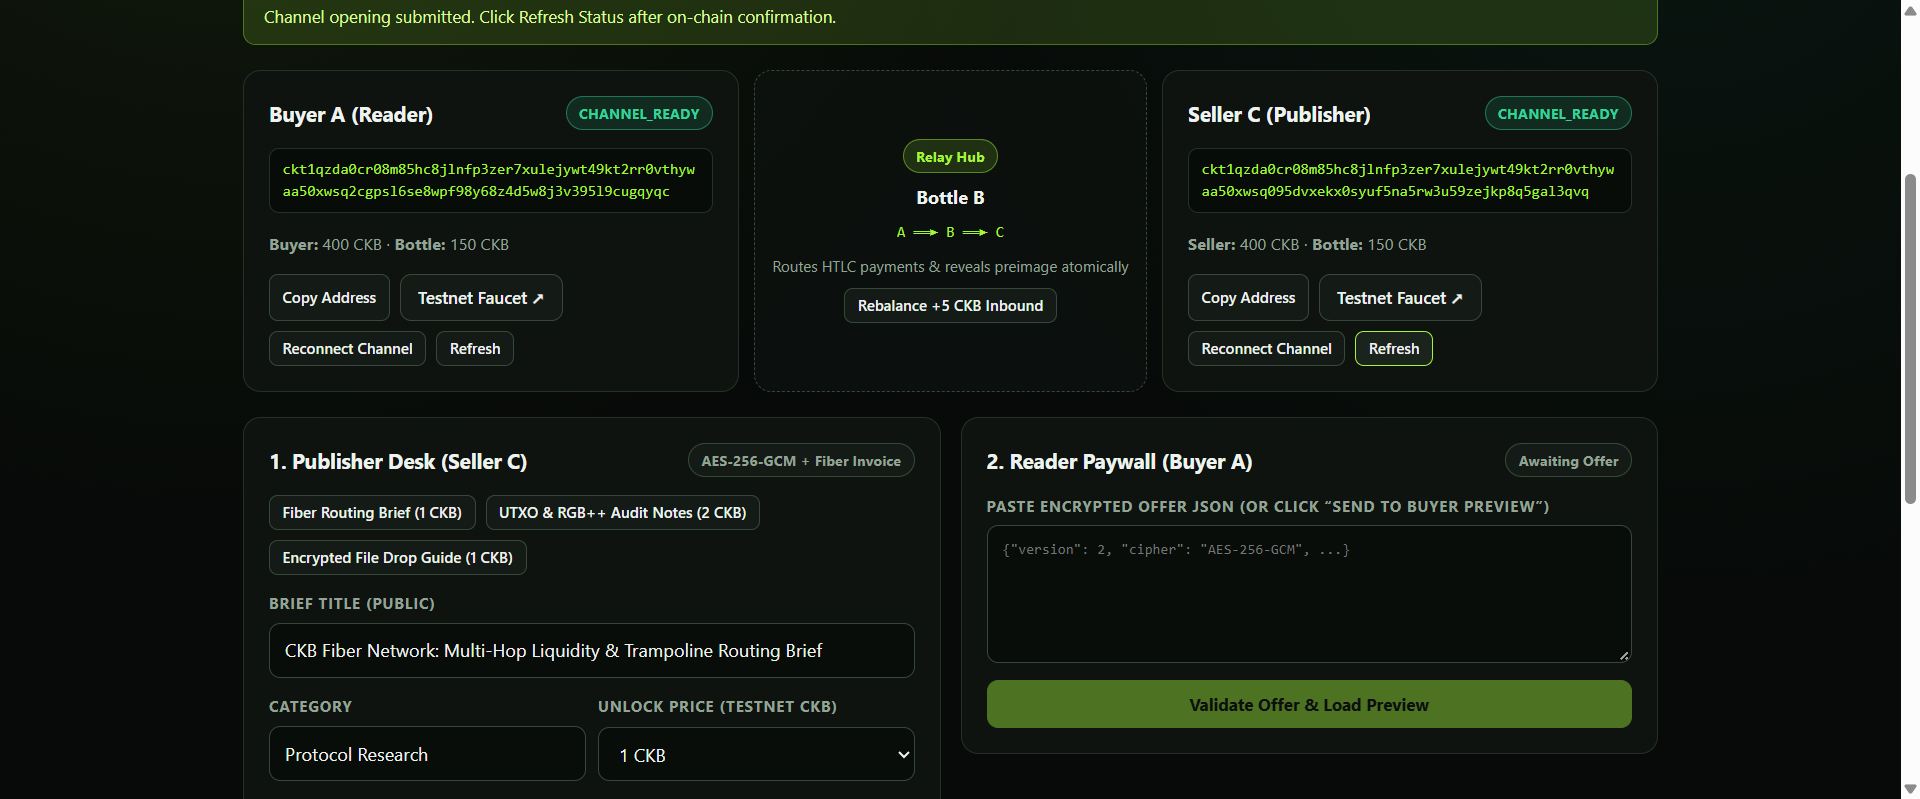 Channel opening submitted. Click Refresh Status after on-chain confirmation.
Buyer A (Reader)
CHANNEL_READY
ckt1qzda0cr08m85hc8jlnfp3zer7xulejywt49kt2rr0vthyw
aa50xwsq2cgpsl6se8wpf98y68z4d5w8j3v395l9cugqyqc
Buyer: 400 CKB · Bottle: 150 CKB
Copy Address
Testnet Faucet ↗
Reconnect Channel
Refresh
Relay Hub
Bottle B
A ⟹ B ⟹ C
Routes HTLC payments & reveals preimage atomically
Rebalance +5 CKB Inbound
Seller C (Publisher)
CHANNEL_READY
ckt1qzda0cr08m85hc8jlnfp3zer7xulejywt49kt2rr0vthyw
aa50xwsq095dvxekx0syuf5na5rw3u59zejkp8q5gal3qvq
Seller: 400 CKB · Bottle: 150 CKB
Copy Address
Testnet Faucet ↗
Reconnect Channel
Refresh
1. Publisher Desk (Seller C)
AES-256-GCM + Fiber Invoice
Fiber Routing Brief (1 CKB)
UTXO & RGB++ Audit Notes (2 CKB)
Encrypted File Drop Guide (1 CKB)
BRIEF TITLE (PUBLIC)
CKB Fiber Network: Multi-Hop Liquidity & Trampoline Routing Brief
CATEGORY
Protocol Research
UNLOCK PRICE (TESTNET CKB)
1 CKB
2. Reader Paywall (Buyer A)
Awaiting Offer
PASTE ENCRYPTED OFFER JSON (OR CLICK “SEND TO BUYER PREVIEW”)
{"version": 2, "cipher": "AES-256-GCM", ...}
Validate Offer & Load Preview